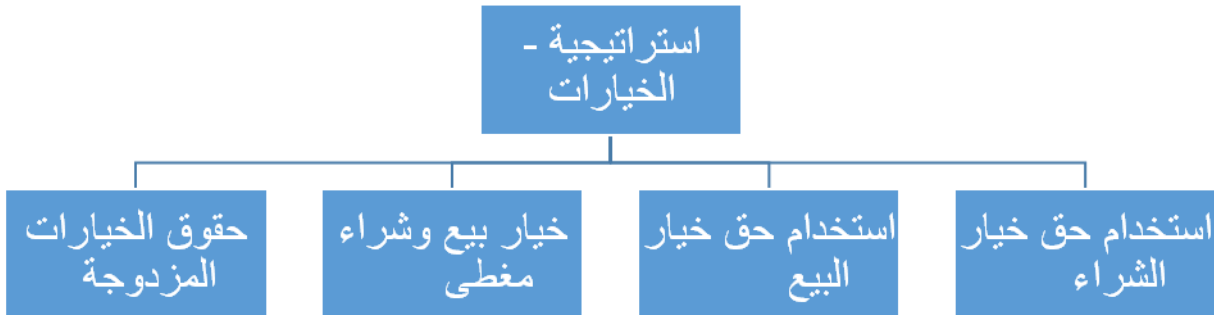 استراتيجية -
الخيارات
استخدام حق خيار
الشراء
استخدام حق خيار
البيع
خيار بيع وشراء
مغطى
حقوق الخيارات
المزدوجة